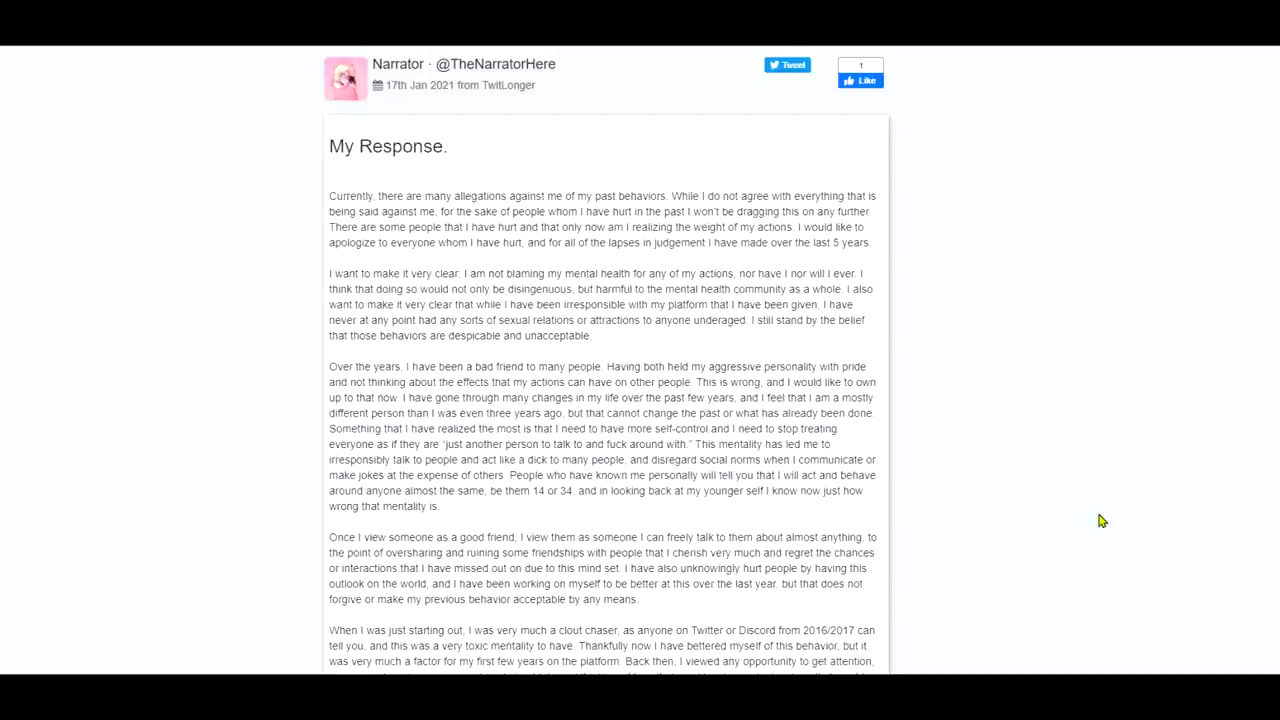 Narrator · @TheNarratorHere
17th Jan 2021 from TwitLonger
Tweet
1
Like
My Response.
Currently, there are many allegations against me of my past behaviors. While I do not agree with everything that is
being said against me, for the sake of people whom I have hurt in the past I won't be dragging this on any further.
There are some people that I have hurt and that only now am I realizing the weight of my actions. I would like to
apologize to everyone whom I have hurt, and for all of the lapses in judgement I have made over the last 5 years.
I want to make it very clear; I am not blaming my mental health for any of my actions, nor have I nor will I ever. I
think that doing so would not only be disingenuous, but harmful to the mental health community as a whole. I also
want to make it very clear that while I have been irresponsible with my platform that I have been given, I have
never at any point had any sorts of sexual relations or attractions to anyone underaged. I still stand by the belief
that those behaviors are despicable and unacceptable.
Over the years, I have been a bad friend to many people. Having both held my aggressive personality with pride
and not thinking about the effects that my actions can have on other people. This is wrong, and I would like to own
up to that now. I have gone through many changes in my life over the past few years, and I feel that I am a mostly
different person than I was even three years ago, but that cannot change the past or what has already been done.
Something that I have realized the most is that I need to have more self-control and I need to stop treating
everyone as if they are “just another person to talk to and fuck around with.” This mentality has led me to
irresponsibly talk to people and act like a dick to many people, and disregard social norms when I communicate or
make jokes at the expense of others. People who have known me personally will tell you that I will act and behave
around anyone almost the same, be them 14 or 34, and in looking back at my younger self I know now just how
wrong that mentality is.
Once I view someone as a good friend, I view them as someone I can freely talk to them about almost anything, to
the point of oversharing and ruining some friendships with people that I cherish very much and regret the chances
or interactions that I have missed out on due to this mind set. I have also unknowingly hurt people by having this
outlook on the world, and I have been working on myself to be better at this over the last year, but that does not
forgive or make my previous behavior acceptable by any means.
When I was just starting out, I was very much a clout chaser, as anyone on Twitter or Discord from 2016/2017 can
tell you, and this was a very toxic mentality to have. Thankfully now I have bettered myself of this behavior, but it
was very much a factor for my first few years on the platform. Back then, I viewed any opportunity to get attention,